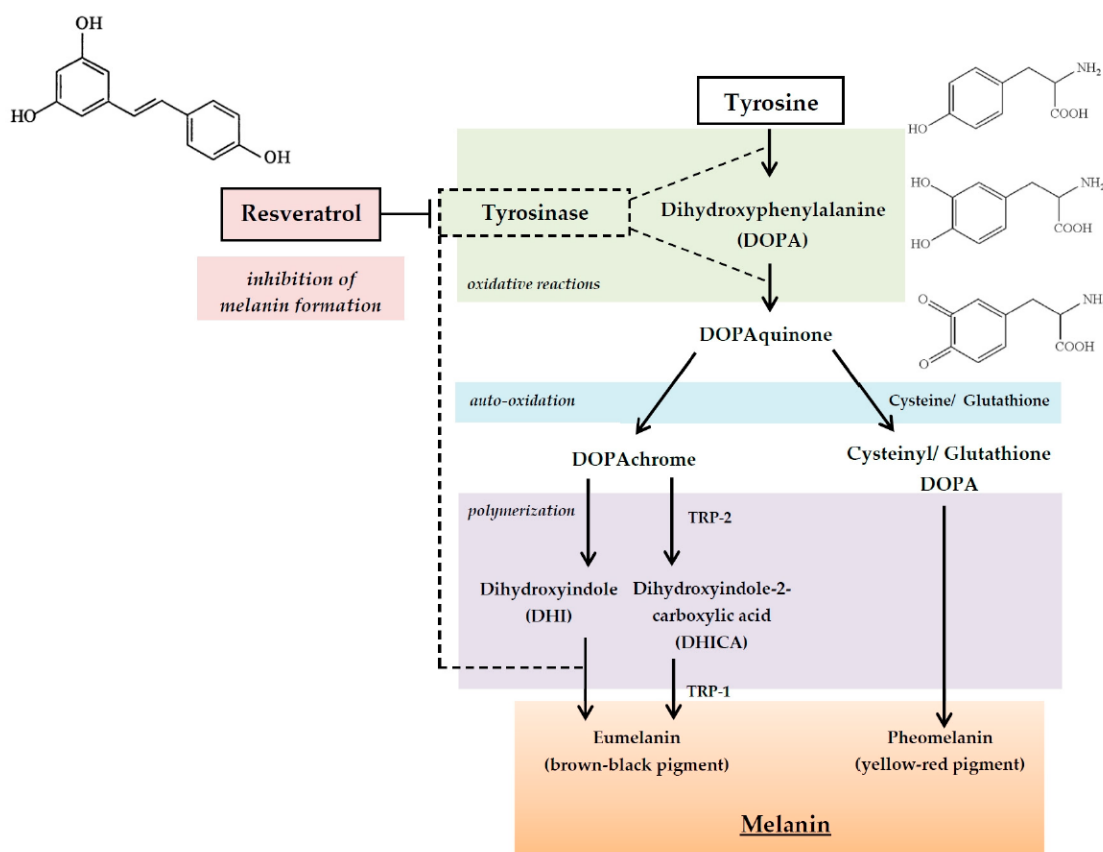 OH
HO
OH
Tyrosine
NH2
COOH
HO
Resveratrol
Tyrosinase
Dihydroxyphenylalanine
(DOPA)
HO
HO
NH2
COOH
inhibition of
melanin formation
oxidative reactions
DOPAquinone
O
O
NH
COOH
auto-oxidation
Cysteine/ Glutathione
DOPAchrome
Cysteinyl/ Glutathione
DOPA
polymerization
TRP-2
Dihydroxyindole
(DHI)
Dihydroxyindole-2-
carboxylic acid
(DHICA)
TRP-1
Eumelanin
(brown-black pigment)
Pheomelanin
(yellow-red pigment)
Melanin